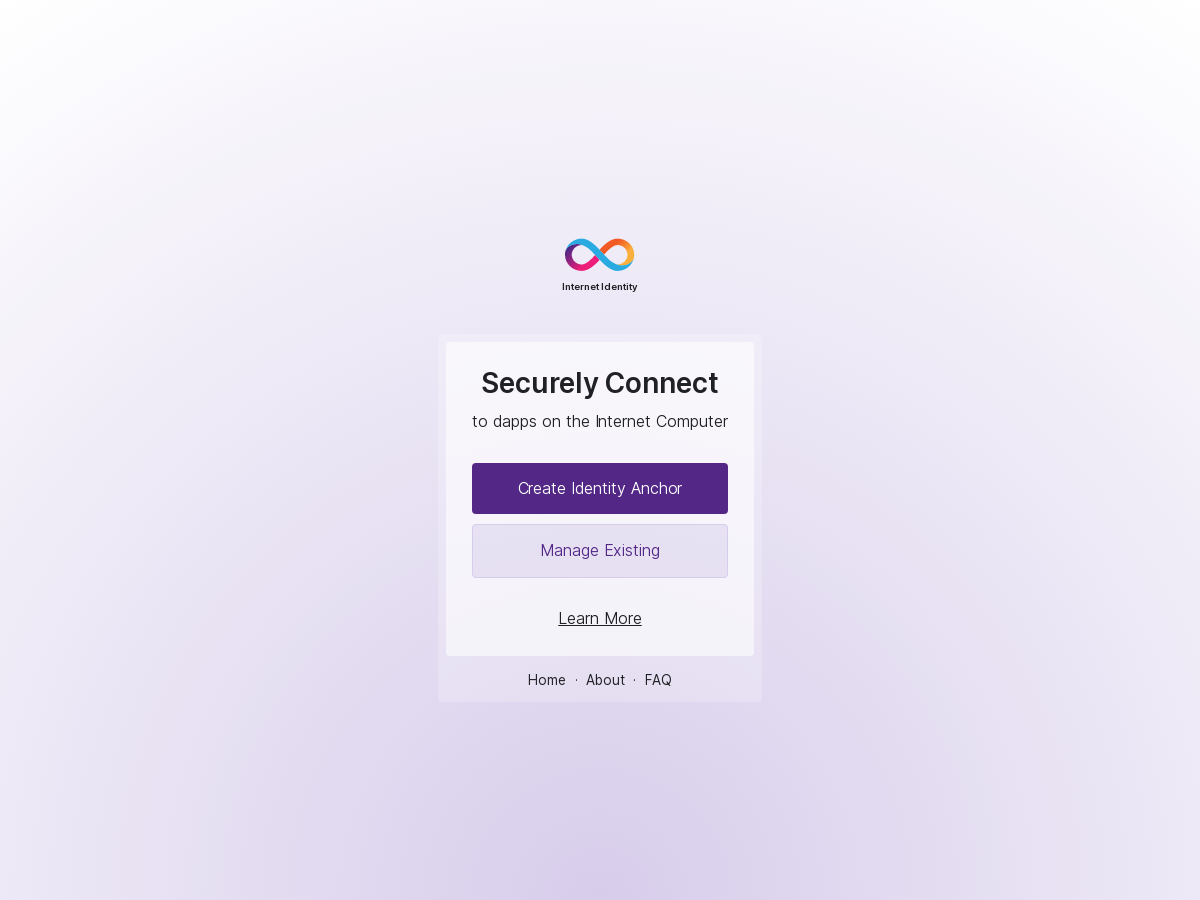 Internet Identity
Securely Connect
to dapps on the Internet Computer
Create Identity Anchor
Manage Existing
Learn More
Home · About · FAQ